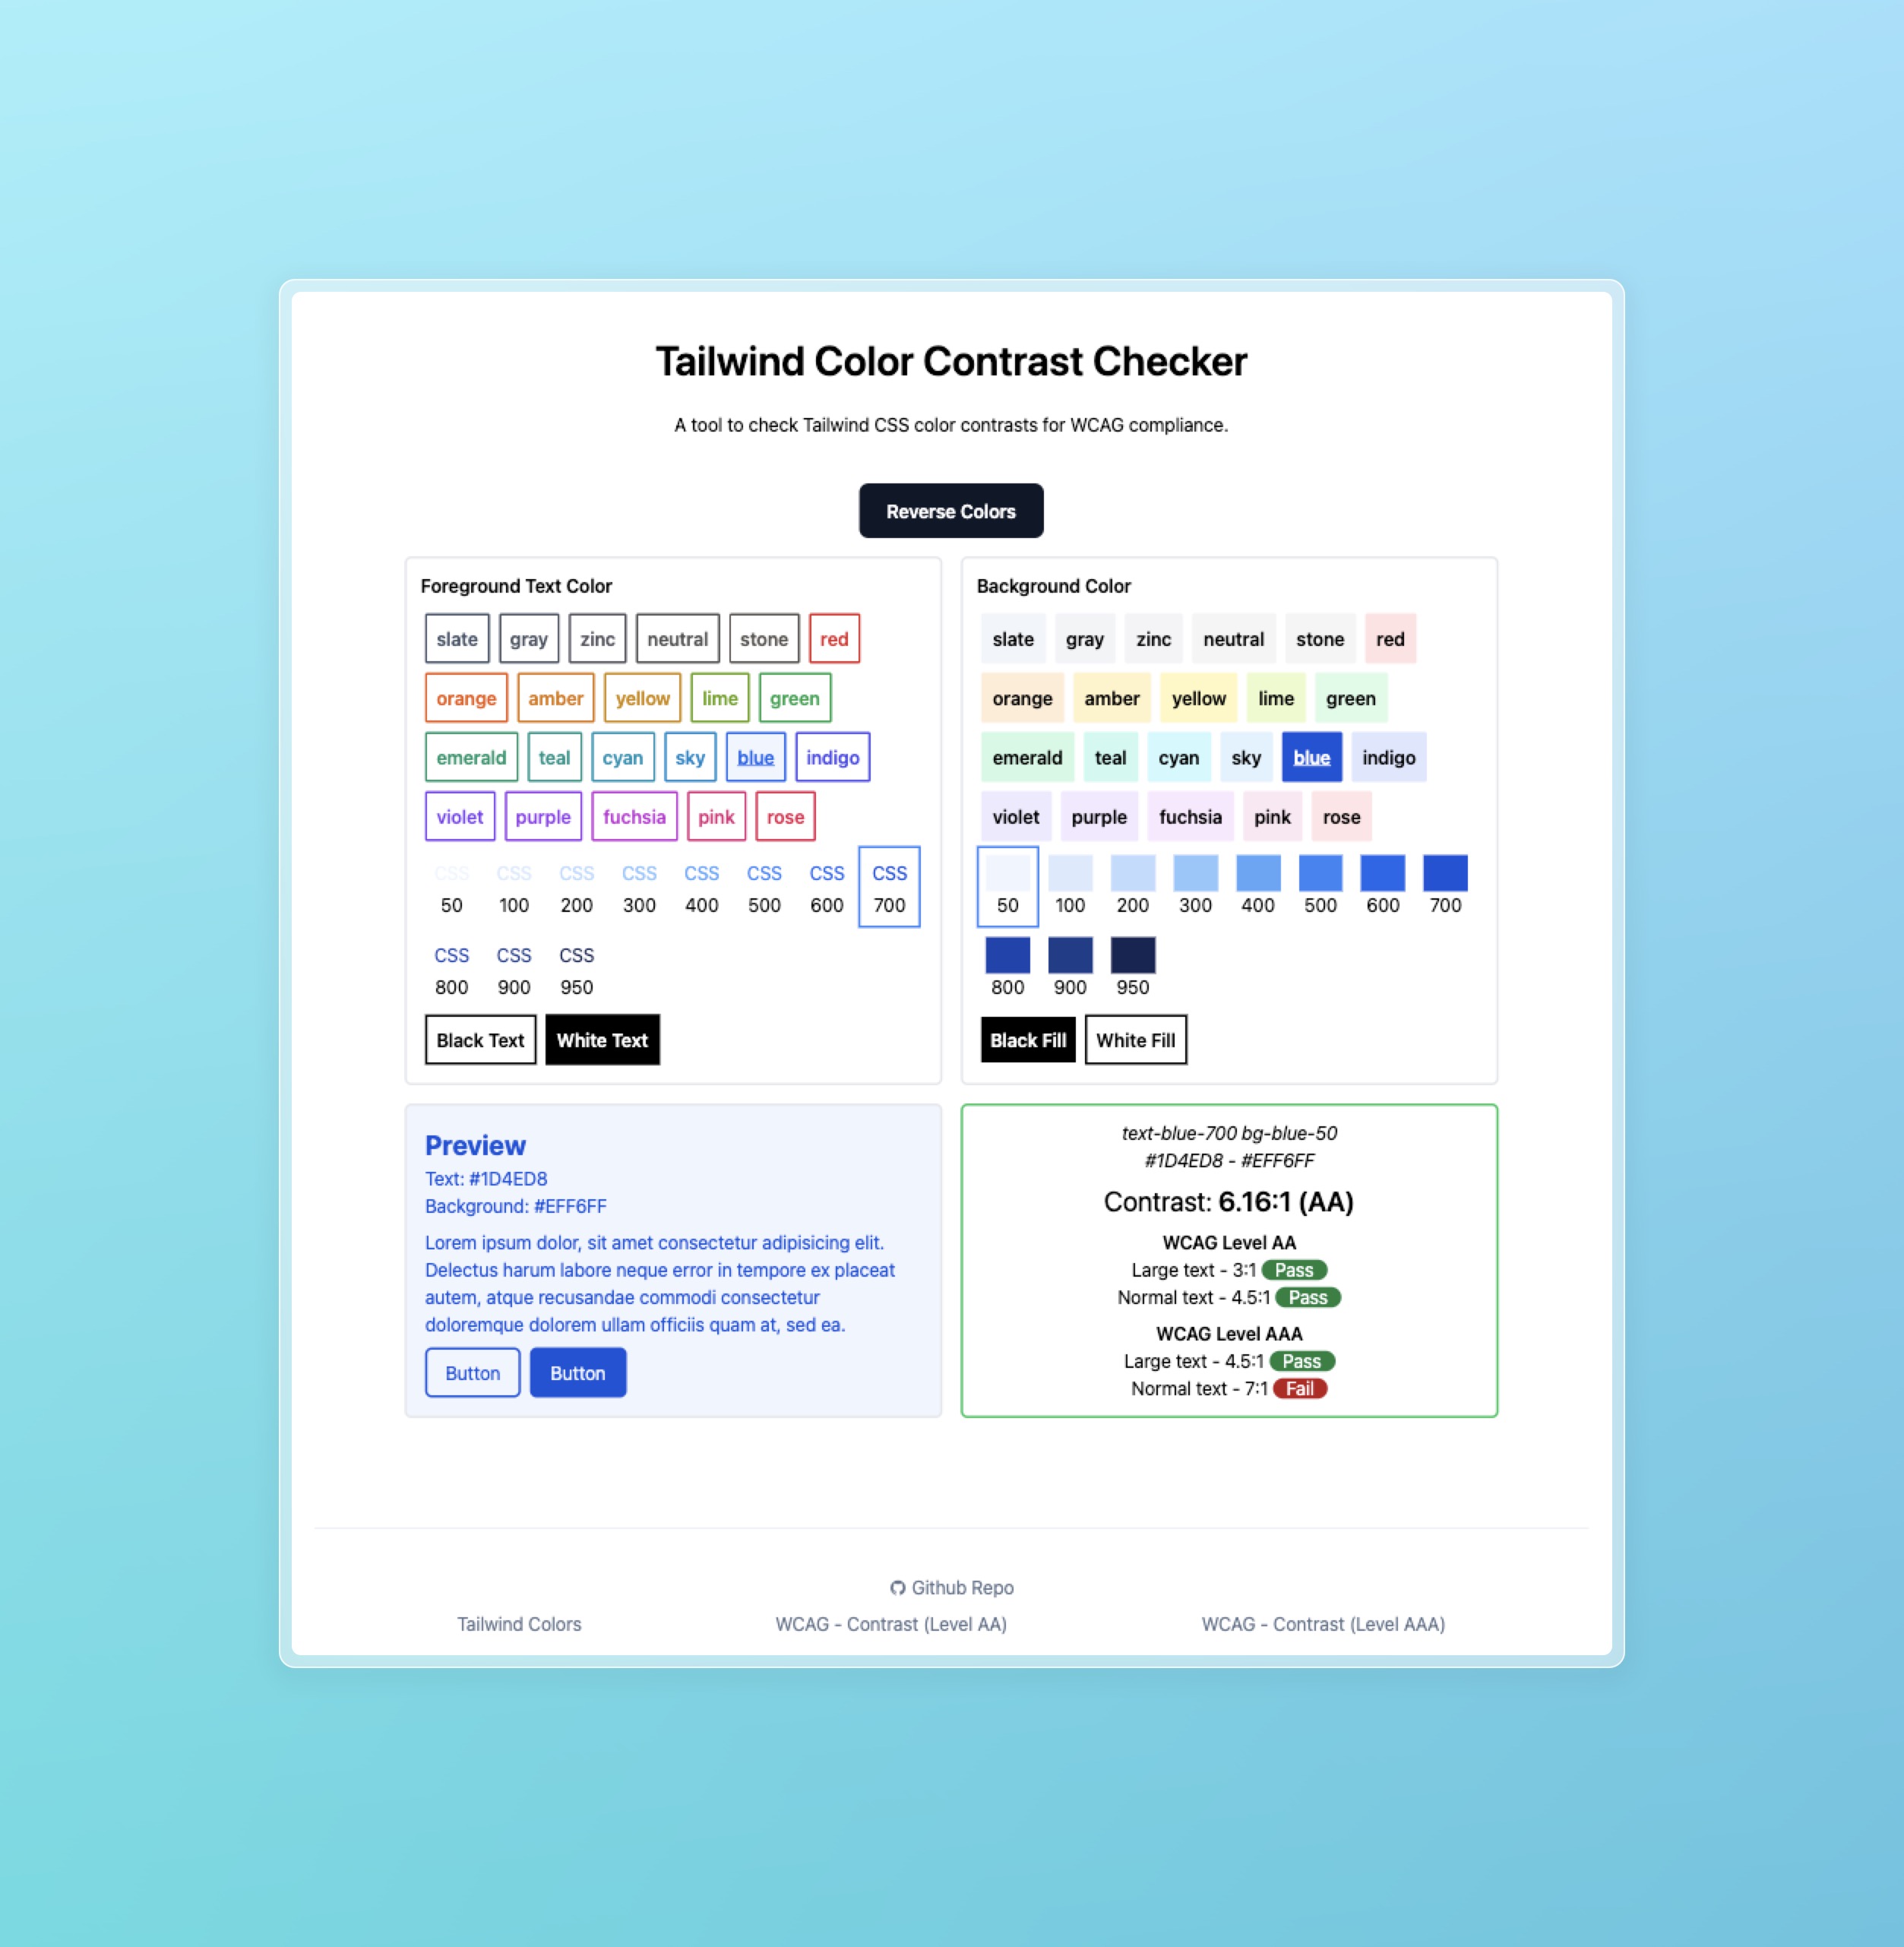 Tailwind Color Contrast Checker
A tool to check Tailwind CSS color contrasts for WCAG compliance.
Reverse Colors
Foreground Text Color
slate gray zinc neutral stone red
orange amber yellow lime green
emerald teal cyan sky blue indigo
violet purple fuchsia pink rose
CSS CSS CSS CSS CSS CSS CSS CSS
50 100 200 300 400 500 600 700
CSS CSS CSS
800 900 950
Black Text White Text
Background Color
slate gray zinc neutral stone red
orange amber yellow lime green
emerald teal cyan sky blue indigo
violet purple fuchsia pink rose
50 100 200 300 400 500 600 700
800 900 950
Black Fill White Fill
Preview
Text: #1D4ED8
Background: #EFF6FF
Lorem ipsum dolor, sit amet consectetur adipisicing elit.
Delectus harum labore neque error in tempore ex placeat
autem, atque recusandae commodi consectetur
doloremque dolorem ullam officiis quam at, sed ea.
Button Button
text-blue-700 bg-blue-50
#1D4ED8 - #EFF6FF
Contrast: 6.16:1 (AA)
WCAG Level AA
Large text - 3:1 Pass
Normal text - 4.5:1 Pass
WCAG Level AAA
Large text - 4.5:1 Pass
Normal text - 7:1 Fail
Github Repo
Tailwind Colors WCAG - Contrast (Level AA) WCAG - Contrast (Level AAA)